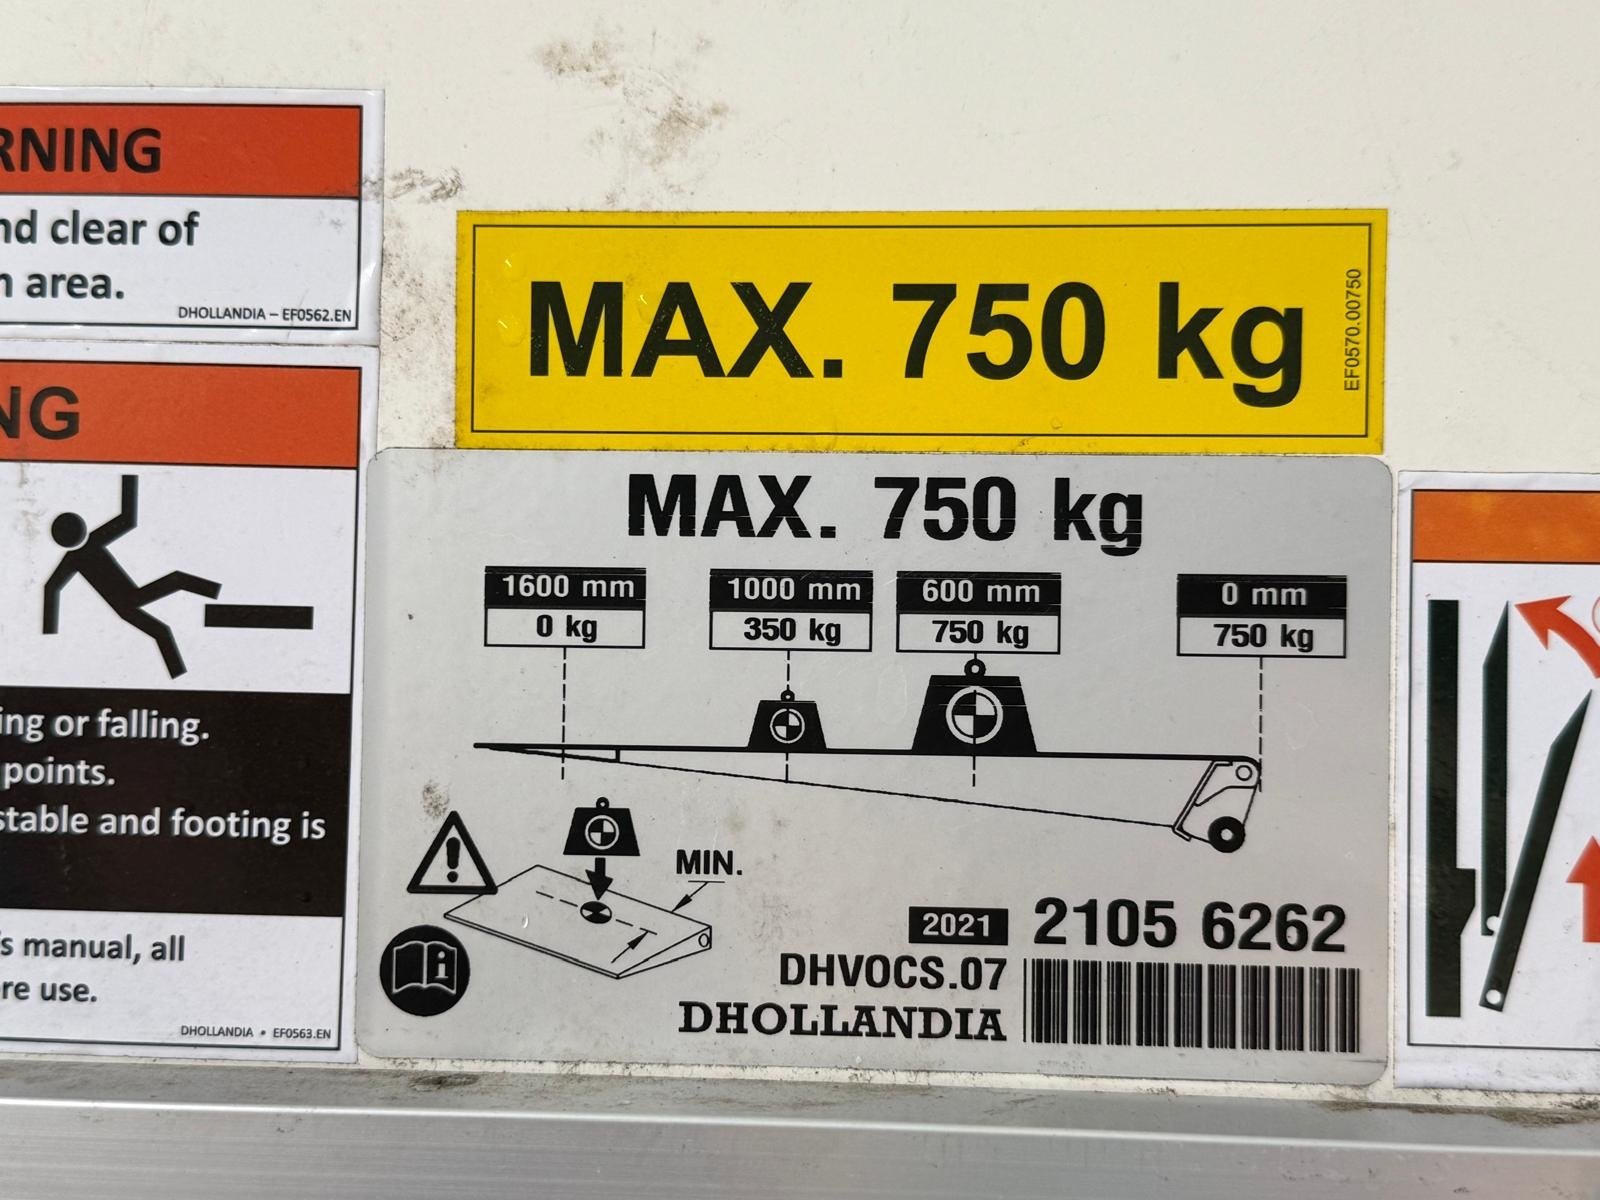 RNING
nd clear of
n area.
DHOLLANDIA – EF0562.EN
NG
ing or falling.
points.
stable and footing is
's manual, all
re use.
DHOLLANDIA • EF0563.EN
MAX. 750 kg
EF0570.00750
MAX. 750 kg
1600 mm 1000 mm 600 mm 0 mm
0 kg 350 kg 750 kg 750 kg
MIN.
2021 2105 6262
DHVOCS.07
DHOLLANDIA